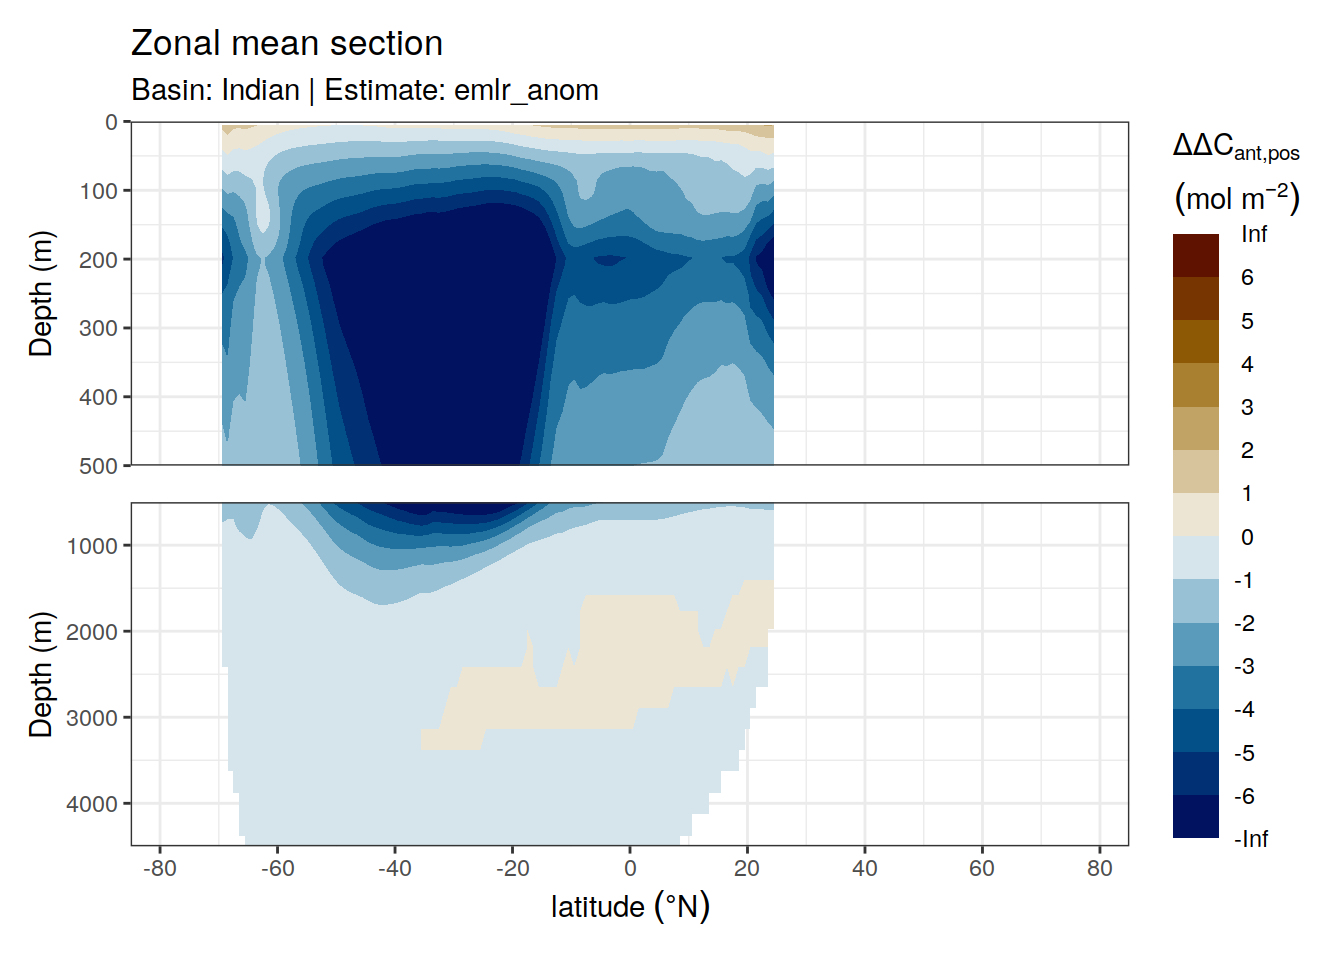 Zonal mean section
Basin: Indian | Estimate: emlr_anom
0
100
200
300
400
500
Depth (m)
1000
2000
3000
4000
Depth (m)
-80 -60 -40 -20 0 20 40 60 80
latitude (°N)
ΔΔC_ant,pos
(mol m⁻²)
Inf
6
5
4
3
2
1
0
-1
-2
-3
-4
-5
-6
-Inf